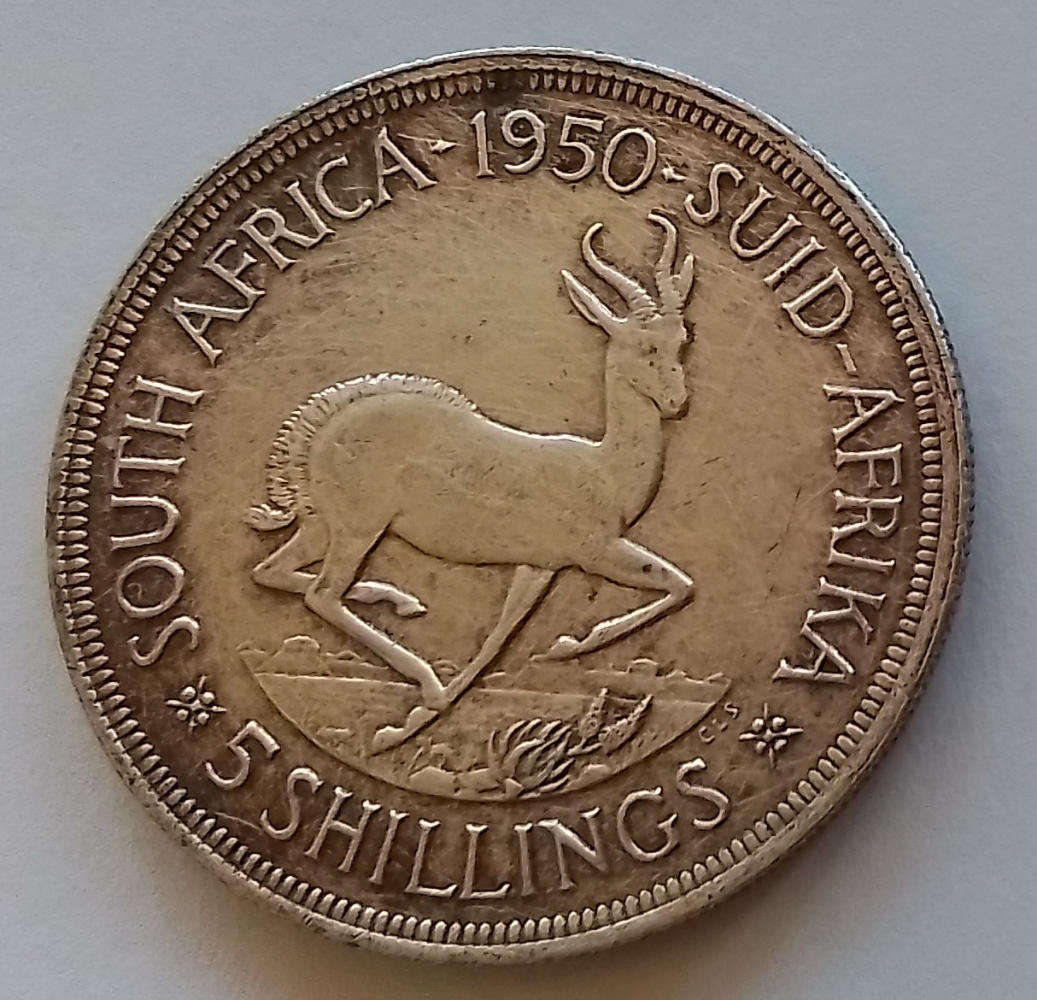 SOUTH AFRICA · 1950 · SUID-AFRIKA
5 SHILLINGS
CLS